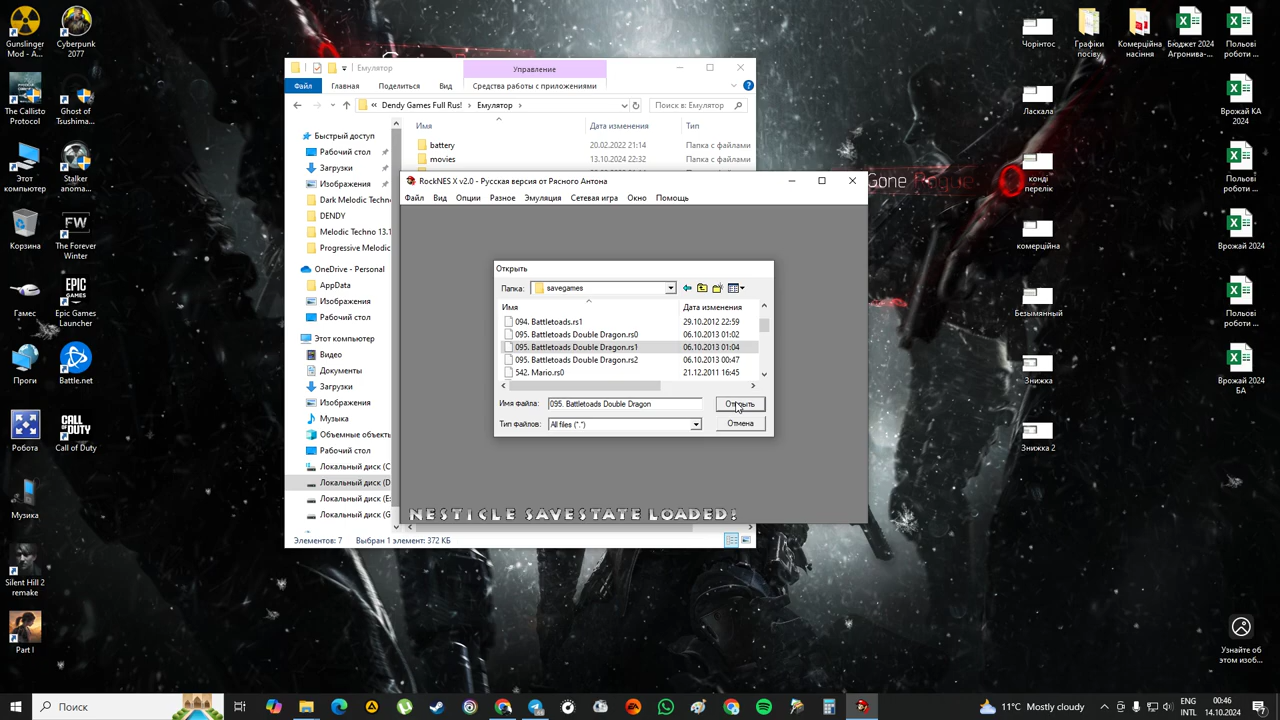 Gunslinger Mod - A...
Cyberpunk 2077
The Callisto Protocol
Ghost of Tsushima...
Этот компьютер
Stalker anoma...
Корзина
The Forever Winter
Гамес
Epic Games Launcher
Проги
Battle.net
Робота
Call of Duty
Музыка
Silent Hill 2 remake
Part I
Емулятор
Управление
Файл
Главная
Поделиться
Вид
Средства работы с приложениями
Dendy Games Full Rus!
Емулятор
Поиск в: Емулятор
Имя
Дата изменения
Тип
battery
20.02.2022 21:14
Папка с файлами
movies
13.10.2024 22:32
Папка с файлами
Быстрый доступ
Рабочий стол
Загрузки
Изображения
Dark Melodic Techn
DENDY
Melodic Techno 13.1
Progressive Melodic
OneDrive - Personal
AppData
Изображения
Рабочий стол
Этот компьютер
Видео
Документы
Загрузки
Изображения
Музыка
Объемные объекты
Рабочий стол
Локальный диск (C
Локальный диск (D
Локальный диск (E:
Локальный диск (G
Элементов: 7
Выбран 1 элемент: 372 КБ
RockNES X v2.0 - Русская версия от Рясного Антона
Файл Вид Опции Разное Эмуляция Сетевая игра Окно Помощь
Открыть
Папка:
savegames
Имя
Дата изменения
094. Battletoads.rs1
29.10.2012 22:59
095. Battletoads Double Dragon.rs0
06.10.2013 01:02
095. Battletoads Double Dragon.rs1
06.10.2013 01:04
095. Battletoads Double Dragon.rs2
06.10.2013 00:47
542. Mario.rs0
21.12.2011 16:45
Имя файла:
095. Battletoads Double Dragon
Открыть
Тип файлов:
All files (*.*)
Отмена
NESTICLE SAVESTATE LOADED!
Gone Rogue
Чорінтос
Графіки посіву
Комерційна насіння
Бюджет 2024 Агронива-...
Польові роботи ...
Ласкала
Врожай КА 2024
конді перелік
Польові роботи ...
комерційна
Врожай 2024
Безымянный
Польові роботи ...
Знижка
Врожай 2024 БА
Знижка 2
Узнайте об этом изоб...
Поиск
11°C Mostly cloudy
ENG
INTL
00:46
14.10.2024